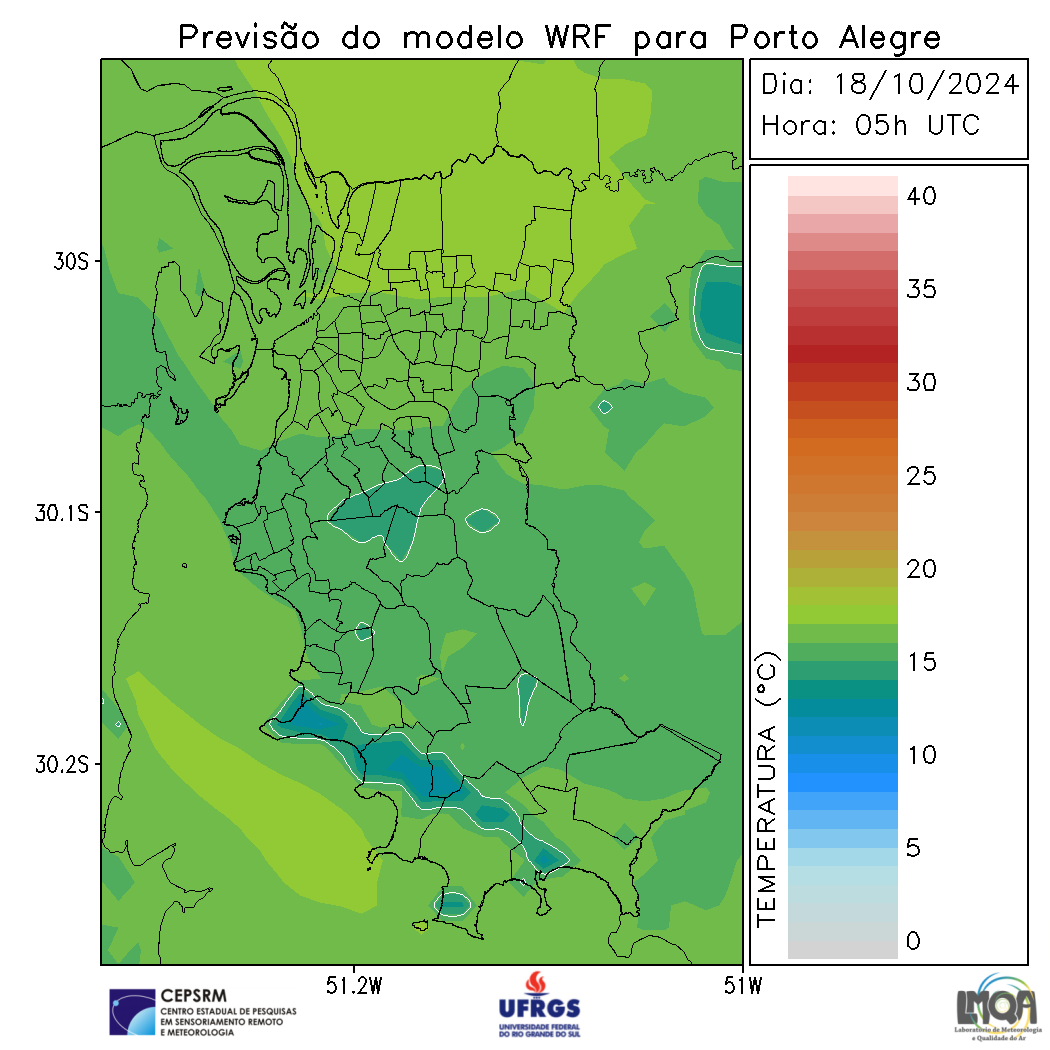 Previsão do modelo WRF para Porto Alegre
Dia: 18/10/2024
Hora: 05h UTC
40
35
30
25
20
15
10
5
0
TEMPERATURA (°C)
30S
30.1S
30.2S
51.2W
51W
CEPSRM
CENTRO ESTADUAL DE PESQUISAS
EM SENSORIAMENTO REMOTO
E METEOROLOGIA
UFRGS
UNIVERSIDADE FEDERAL
DO RIO GRANDE DO SUL
LMQA
Laboratório de Meteorologia
e Qualidade do Ar